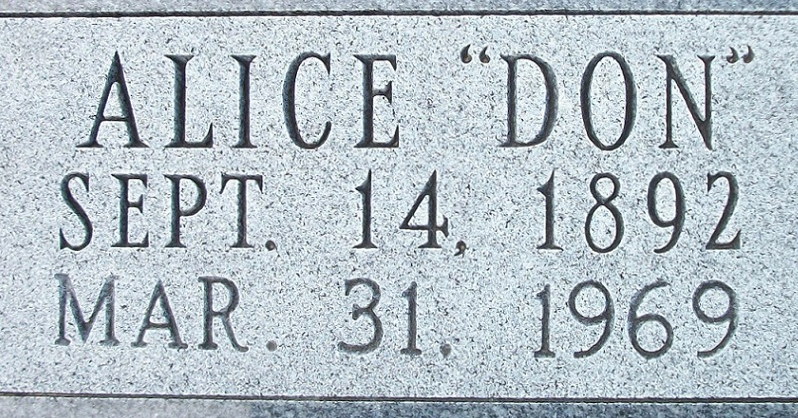 ALICE “DON”
SEPT. 14, 1892
MAR. 31. 1969